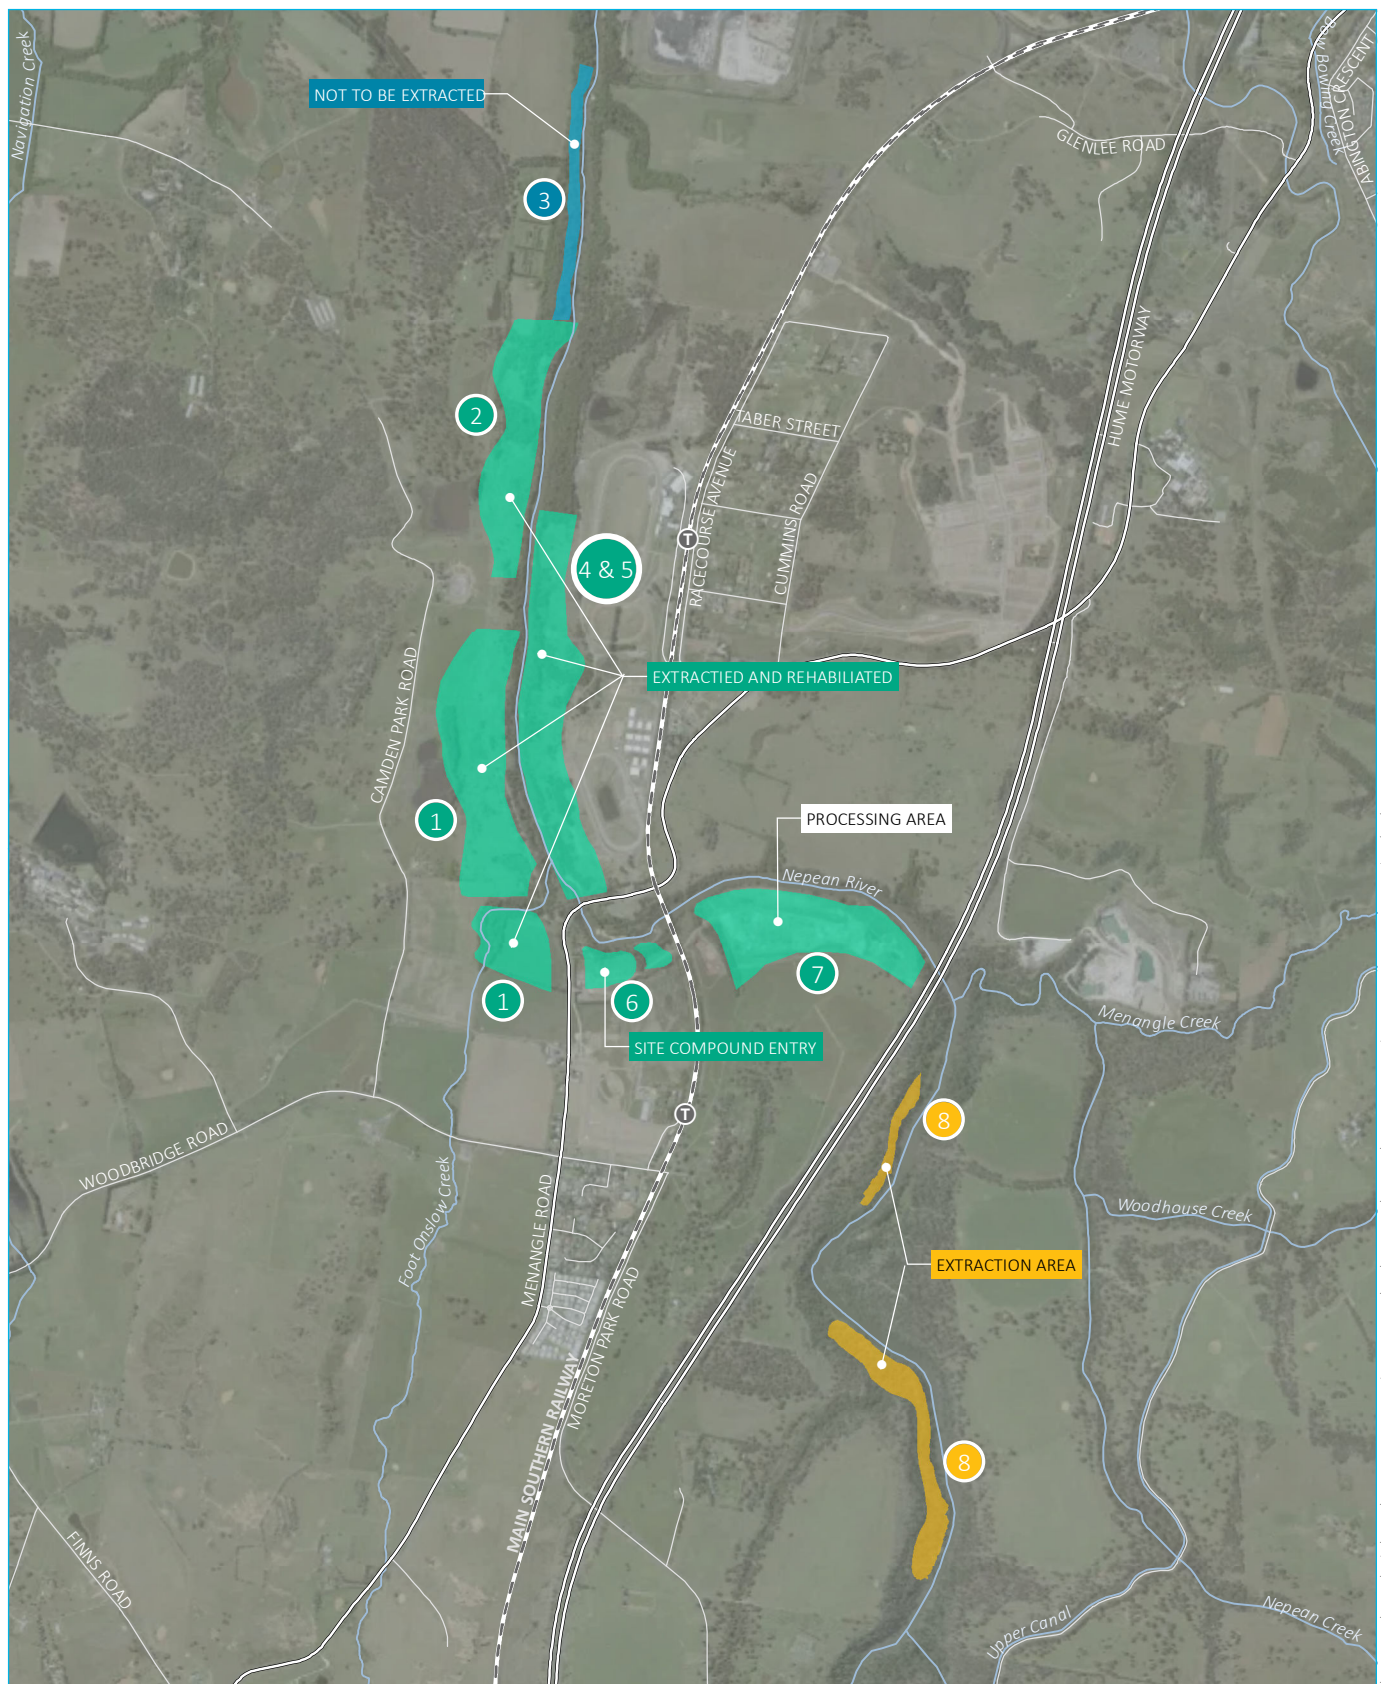 Navigation Creek
Bow Bowing Creek
ABINGTON CRESCENT
NOT TO BE EXTRACTED
GLENLEE ROAD
3
HUME MOTORWAY
2
TABER STREET
RACECOURSE AVENUE
CUMMINS ROAD
T
4 & 5
CAMDEN PARK ROAD
EXTRACTIED AND REHABILIATED
1
PROCESSING AREA
Nepean River
7
1
6
SITE COMPOUND ENTRY
Menangle Creek
T
8
WOODBRIDGE ROAD
Foot Onslow Creek
MENANGLE ROAD
Woodhouse Creek
EXTRACTION AREA
MORETON PARK ROAD
MAIN SOUTHERN RAILWAY
8
FINNS ROAD
Upper Canal
Nepean Creek